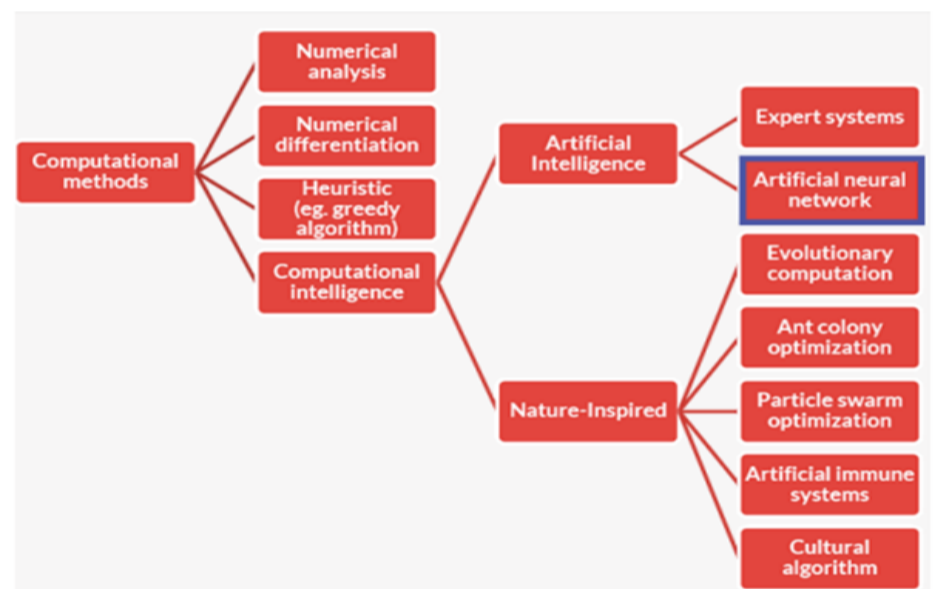 Computational
methods
Numerical
analysis
Numerical
differentiation
Heuristic
(eg. greedy
algorithm)
Computational
intelligence
Artificial
Intelligence
Nature-Inspired
Expert systems
Artificial neural
network
Evolutionary
computation
Ant colony
optimization
Particle swarm
optimization
Artificial immune
systems
Cultural
algorithm